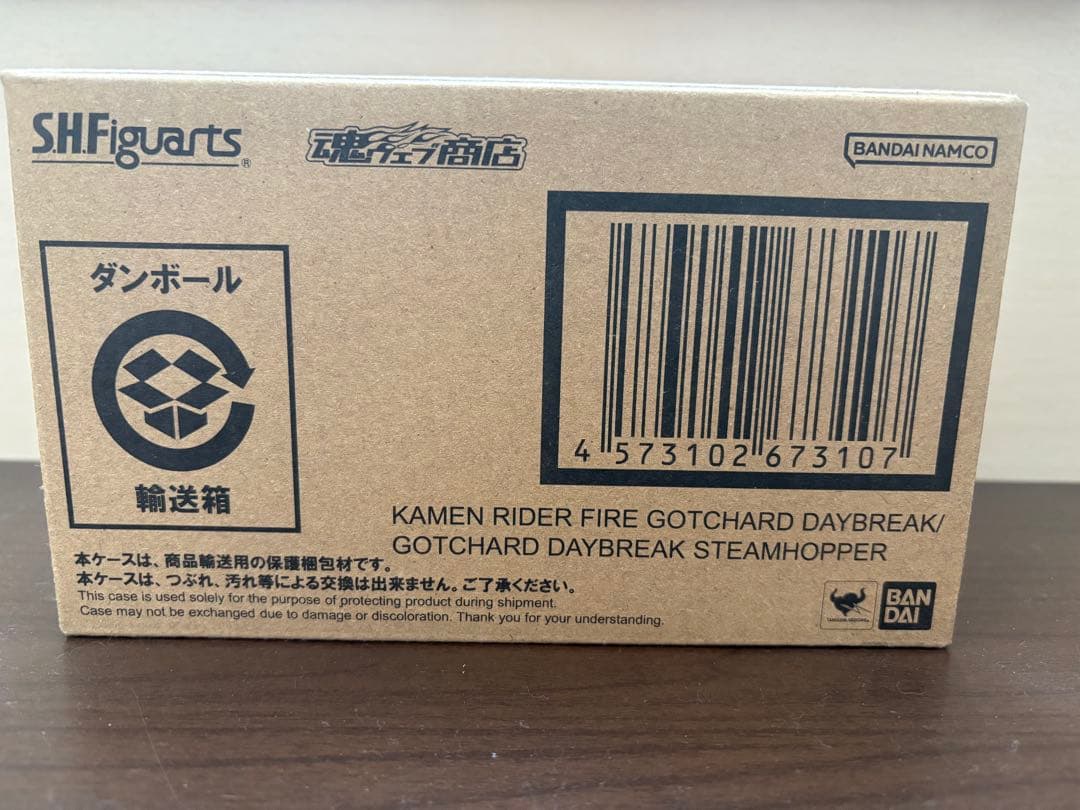 S.H.Figuarts®
魂ウェブ商店
BANDAI NAMCO
ダンボール
輸送箱
4 573102 673107
KAMEN RIDER FIRE GOTCHARD DAYBREAK/
GOTCHARD DAYBREAK STEAMHOPPER
本ケースは、商品輸送用の保護梱包材です。
本ケースは、つぶれ、汚れ等による交換は出来ません。ご了承ください。
This case is used solely for the purpose of protecting product during shipment.
Case may not be exchanged due to damage or discoloration. Thank you for your understanding.
BAN
DAI